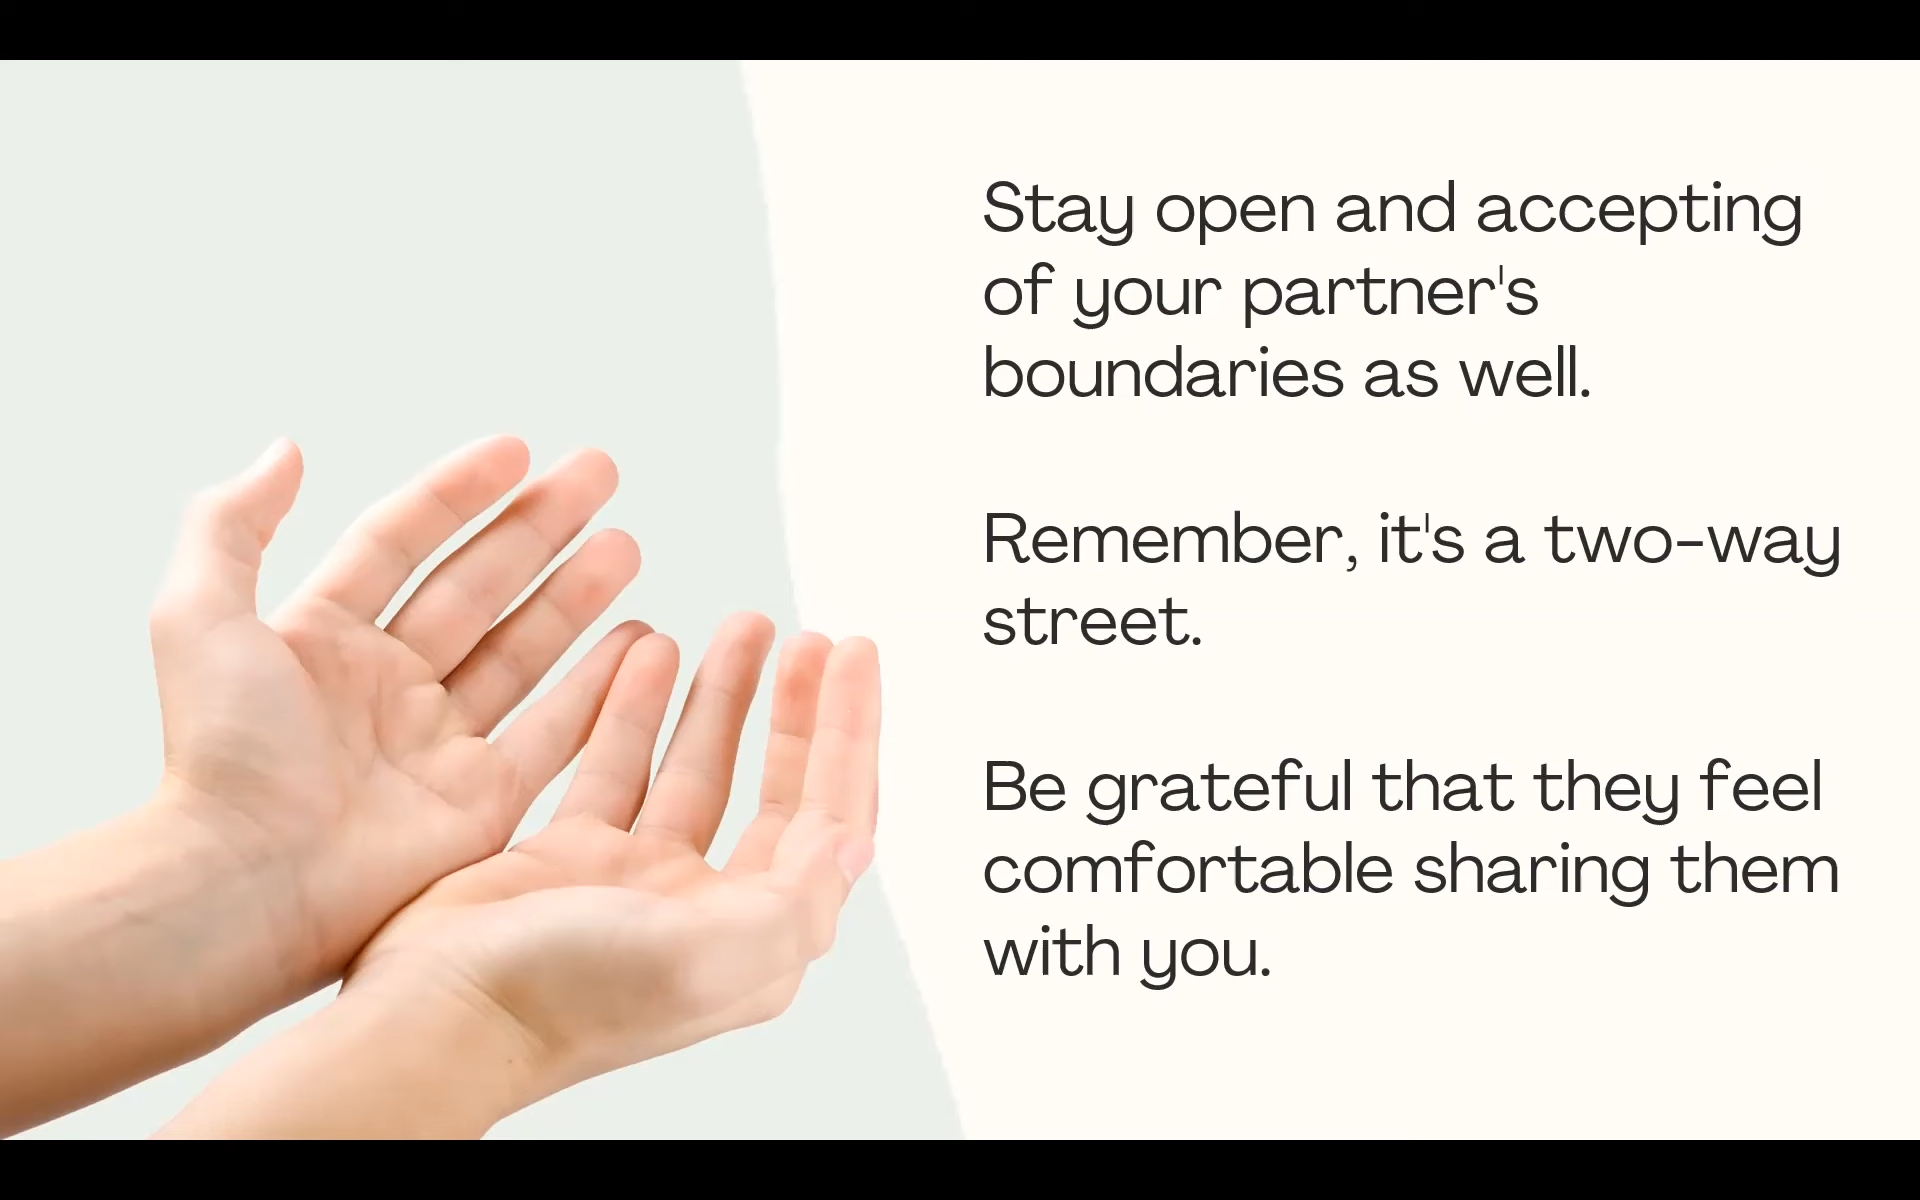 Stay open and accepting
of your partner's
boundaries as well.
Remember, it's a two-way
street.
Be grateful that they feel
comfortable sharing them
with you.